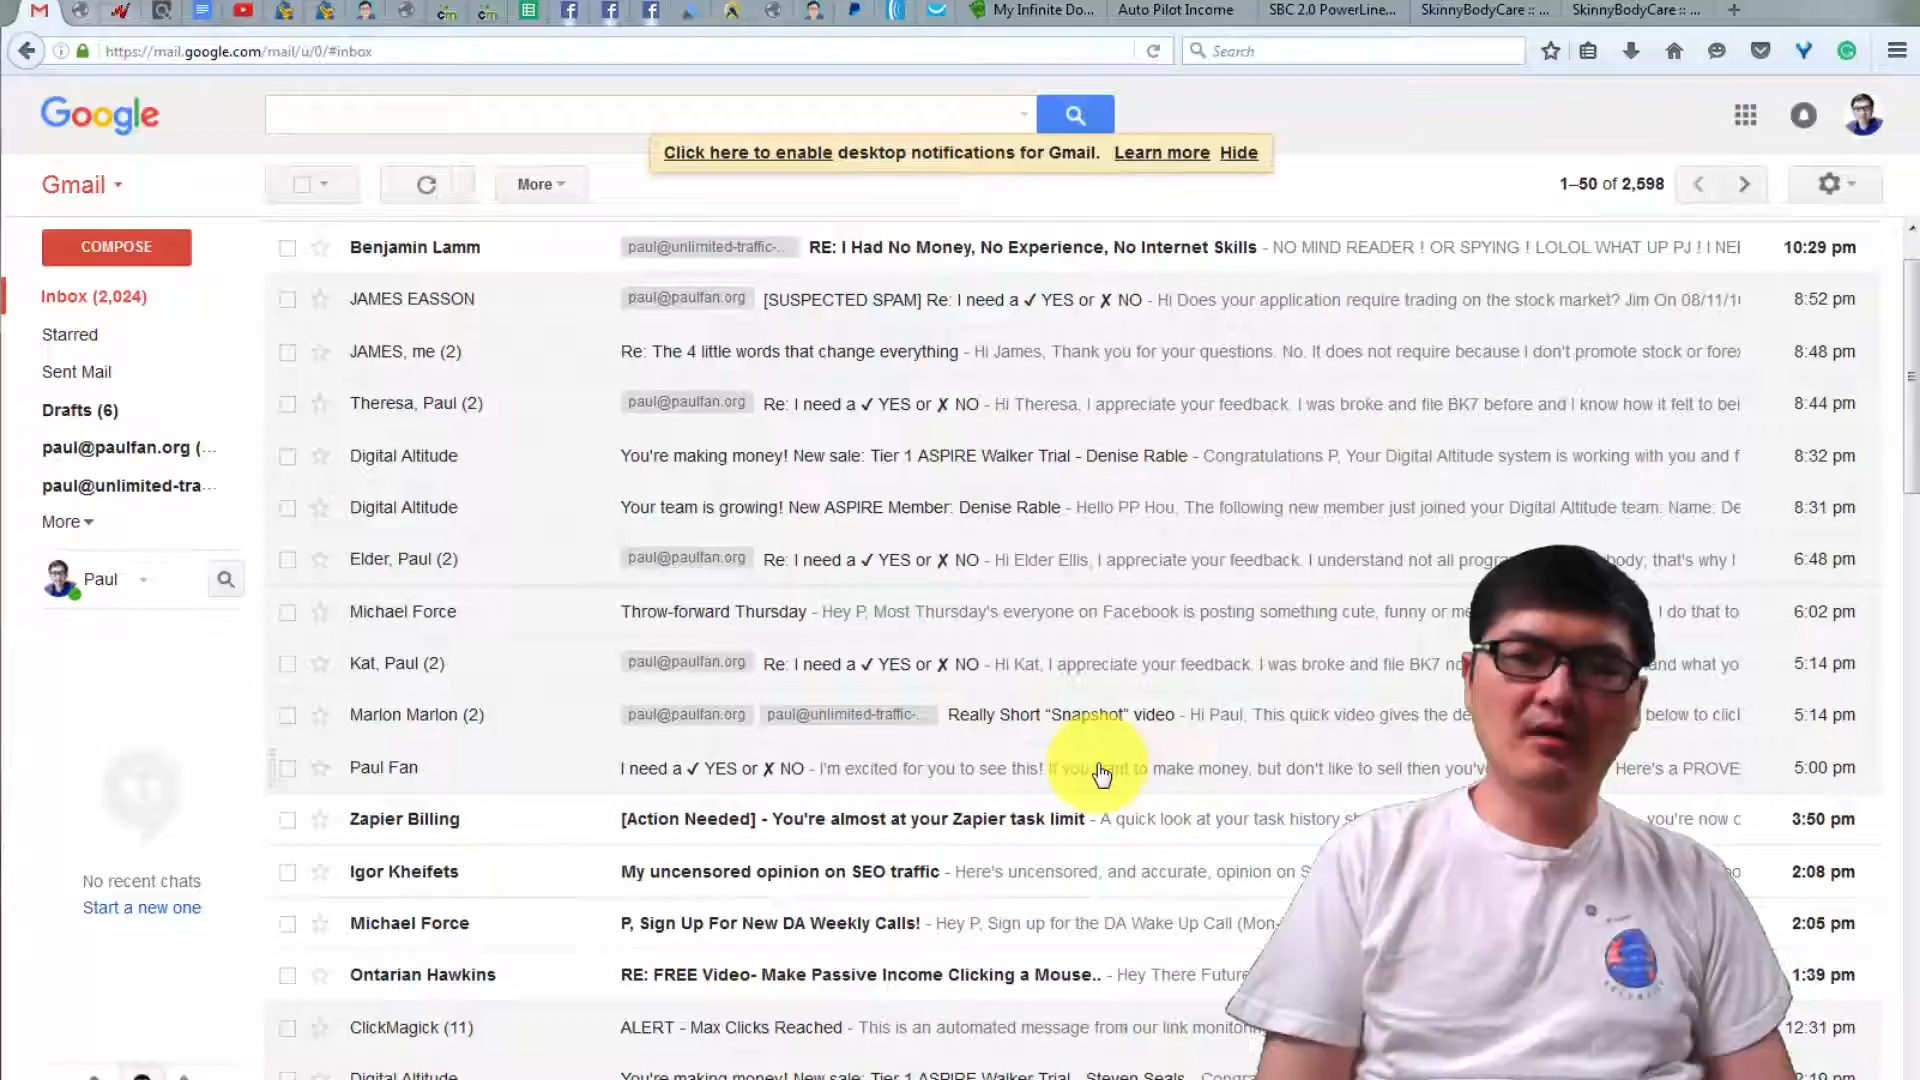 My Infinite Do... Auto Pilot Income SBC 2.0 PowerLine... SkinnyBodyCare :: ... SkinnyBodyCare :: ...
https://mail.google.com/mail/u/0/#inbox Search
Google
Click here to enable desktop notifications for Gmail. Learn more Hide
Gmail More 1–50 of 2,598
COMPOSE
Inbox (2,024)
Starred
Sent Mail
Drafts (6)
paul@paulfan.org (...
paul@unlimited-tra...
More
Paul
No recent chats
Start a new one
Benjamin Lamm paul@unlimited-traffic-... RE: I Had No Money, No Experience, No Internet Skills - NO MIND READER ! OR SPYING ! LOLOL WHAT UP PJ ! I NEE 10:29 pm
JAMES EASSON paul@paulfan.org [SUSPECTED SPAM] Re: I need a ✔ YES or ✗ NO - Hi Does your application require trading on the stock market? Jim On 08/11/1 8:52 pm
JAMES, me (2) Re: The 4 little words that change everything - Hi James, Thank you for your questions. No. It does not require because I don't promote stock or forex 8:48 pm
Theresa, Paul (2) paul@paulfan.org Re: I need a ✔ YES or ✗ NO - Hi Theresa, I appreciate your feedback. I was broke and file BK7 before and I know how it felt to bei 8:44 pm
Digital Altitude You're making money! New sale: Tier 1 ASPIRE Walker Trial - Denise Rable - Congratulations P, Your Digital Altitude system is working with you and f 8:32 pm
Digital Altitude Your team is growing! New ASPIRE Member: Denise Rable - Hello PP Hou, The following new member just joined your Digital Altitude team: Name: De 8:31 pm
Elder, Paul (2) paul@paulfan.org Re: I need a ✔ YES or ✗ NO - Hi Elder Ellis, I appreciate your feedback. I understand not all progr body; that's why I 6:48 pm
Michael Force Throw-forward Thursday - Hey P, Most Thursday's everyone on Facebook is posting something cute, funny or me I do that to 6:02 pm
Kat, Paul (2) paul@paulfan.org Re: I need a ✔ YES or ✗ NO - Hi Kat, I appreciate your feedback. I was broke and file BK7 and what yo 5:14 pm
Marlon Marlon (2) paul@paulfan.org paul@unlimited-traffic-... Really Short “Snapshot” video - Hi Paul, This quick video gives the de below to clicl 5:14 pm
Paul Fan I need a ✔ YES or ✗ NO - I'm excited for you to see this! If you want to make money, but don't like to sell then you'v Here's a PROVE 5:00 pm
Zapier Billing [Action Needed] - You're almost at your Zapier task limit - A quick look at your task history sh you're now c 3:50 pm
Igor Kheifets My uncensored opinion on SEO traffic - Here's uncensored, and accurate, opinion on S 2:08 pm
Michael Force P, Sign Up For New DA Weekly Calls! - Hey P, Sign up for the DA Wake Up Call (Mon- 2:05 pm
Ontarian Hawkins RE: FREE Video- Make Passive Income Clicking a Mouse.. - Hey There Future 1:39 pm
ClickMagick (11) ALERT - Max Clicks Reached - This is an automated message from our link monitorin 12:31 pm
Digital Altitude You're making money! New sale: Tier 1 ASPIRE Walker Trial - Steven Seals - Congra 12:19 pm